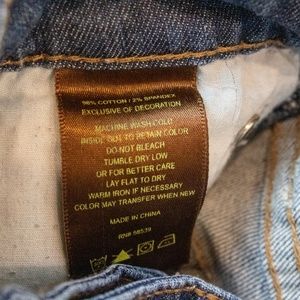 98% COTTON / 2% SPANDEX
EXCLUSIVE OF DECORATION
MACHINE WASH COLD
INSIDE OUT TO RETAIN COLOR
DO NOT BLEACH
TUMBLE DRY LOW
OR FOR BETTER CARE
LAY FLAT TO DRY
WARM IRON IF NECESSARY
COLOR MAY TRANSFER WHEN NEW
MADE IN CHINA
RN# 98539